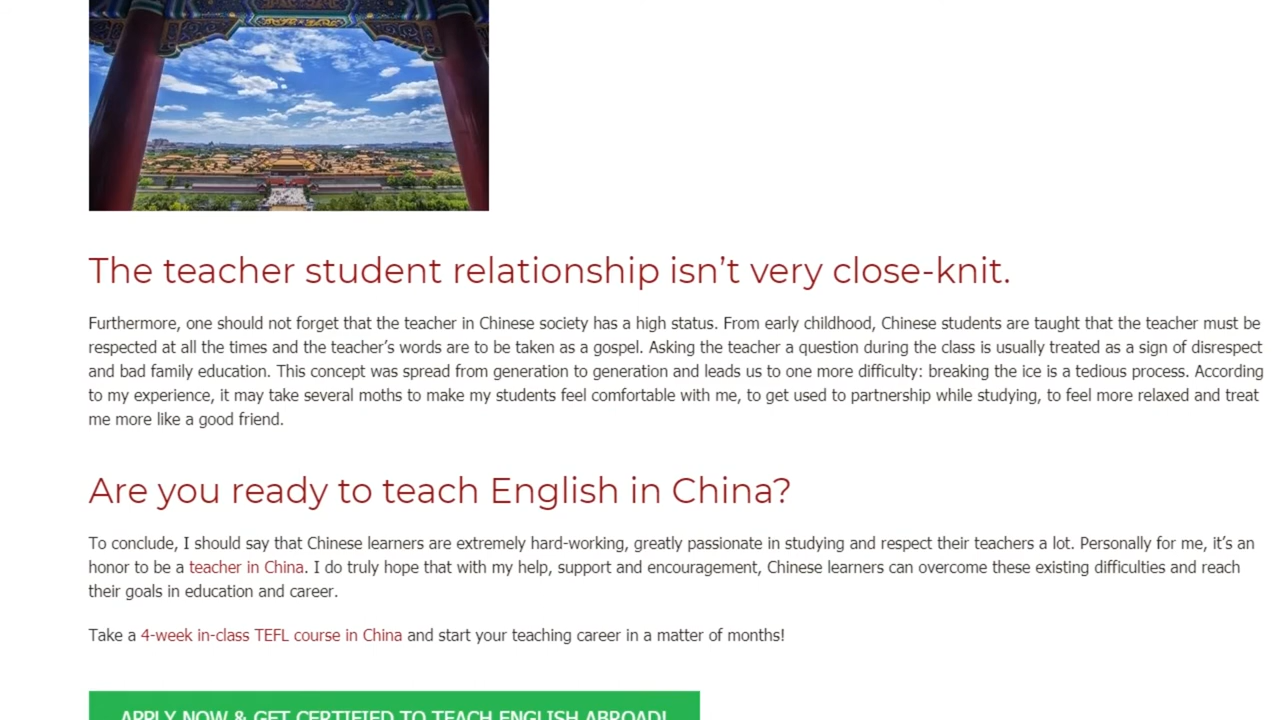 The teacher student relationship isn’t very close-knit.
Furthermore, one should not forget that the teacher in Chinese society has a high status. From early childhood, Chinese students are taught that the teacher must be
respected at all the times and the teacher’s words are to be taken as a gospel. Asking the teacher a question during the class is usually treated as a sign of disrespect
and bad family education. This concept was spread from generation to generation and leads us to one more difficulty: breaking the ice is a tedious process. According
to my experience, it may take several moths to make my students feel comfortable with me, to get used to partnership while studying, to feel more relaxed and treat
me more like a good friend.
Are you ready to teach English in China?
To conclude, I should say that Chinese learners are extremely hard-working, greatly passionate in studying and respect their teachers a lot. Personally for me, it’s an
honor to be a teacher in China. I do truly hope that with my help, support and encouragement, Chinese learners can overcome these existing difficulties and reach
their goals in education and career.
Take a 4-week in-class TEFL course in China and start your teaching career in a matter of months!
APPLY NOW & GET CERTIFIED TO TEACH ENGLISH ABROAD!